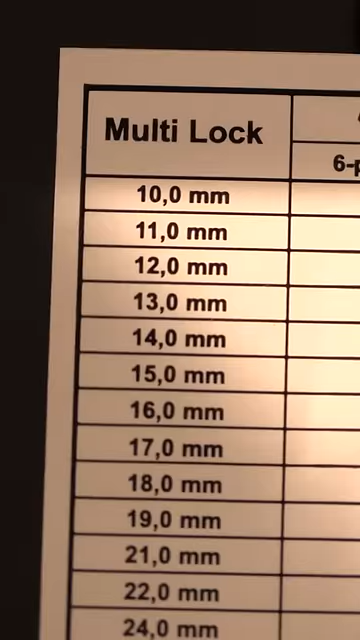 Multi Lock
6-
10,0 mm
11,0 mm
12,0 mm
13,0 mm
14,0 mm
15,0 mm
16,0 mm
17,0 mm
18,0 mm
19,0 mm
21,0 mm
22,0 mm
24,0 mm